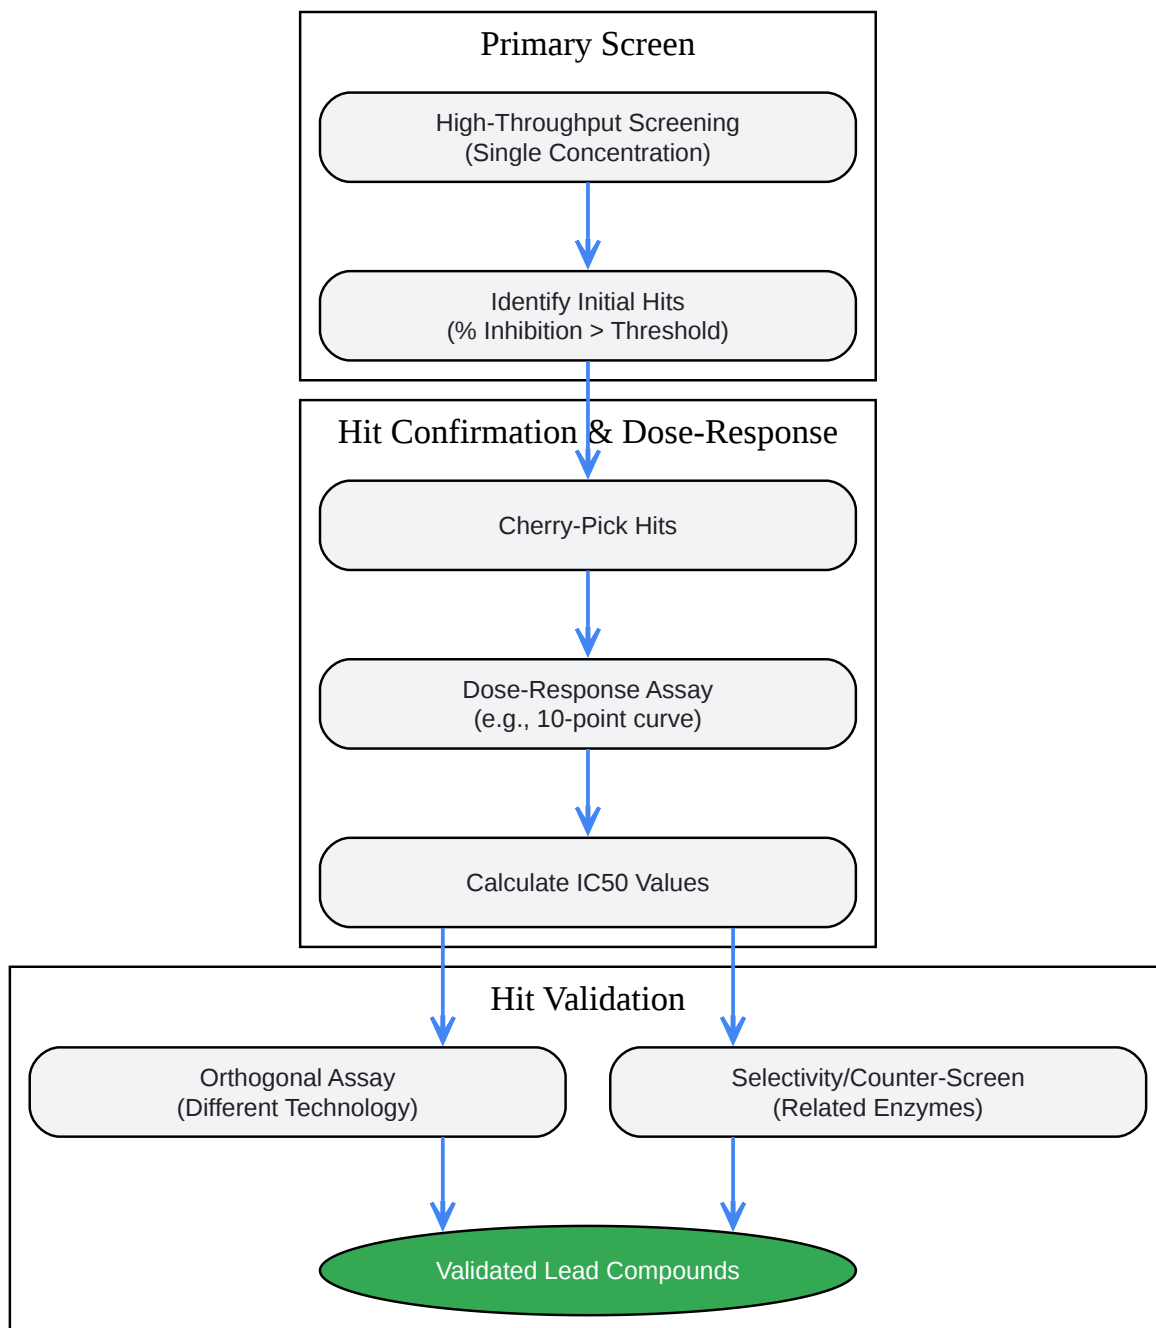 Primary Screen
High-Throughput Screening
(Single Concentration)
Identify Initial Hits
(% Inhibition > Threshold)
Hit Confirmation & Dose-Response
Cherry-Pick Hits
Dose-Response Assay
(e.g., 10-point curve)
Calculate IC50 Values
Hit Validation
Orthogonal Assay
(Different Technology)
Selectivity/Counter-Screen
(Related Enzymes)
Validated Lead Compounds